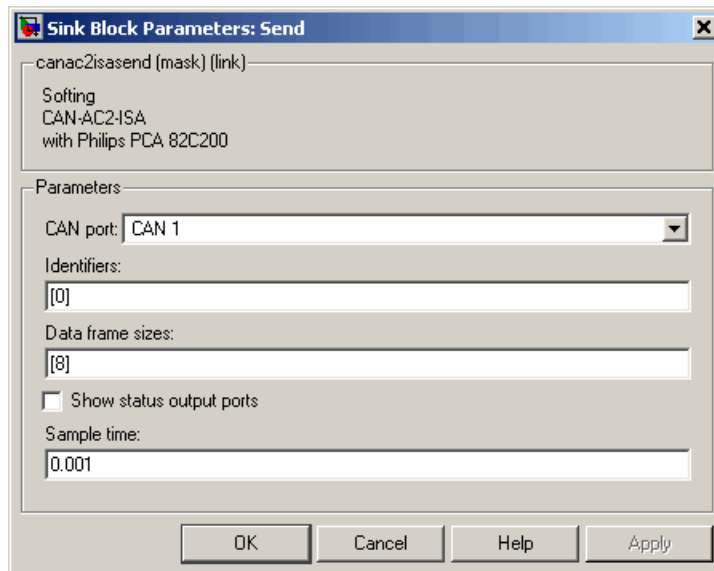 Sink Block Parameters: Send
canac2isasend (mask) (link)
Softing
CAN-AC2-ISA
with Philips PCA 82C200
Parameters
CAN port: CAN 1
Identifiers:
[0]
Data frame sizes:
[8]
Show status output ports
Sample time:
0.001
OK Cancel Help Apply